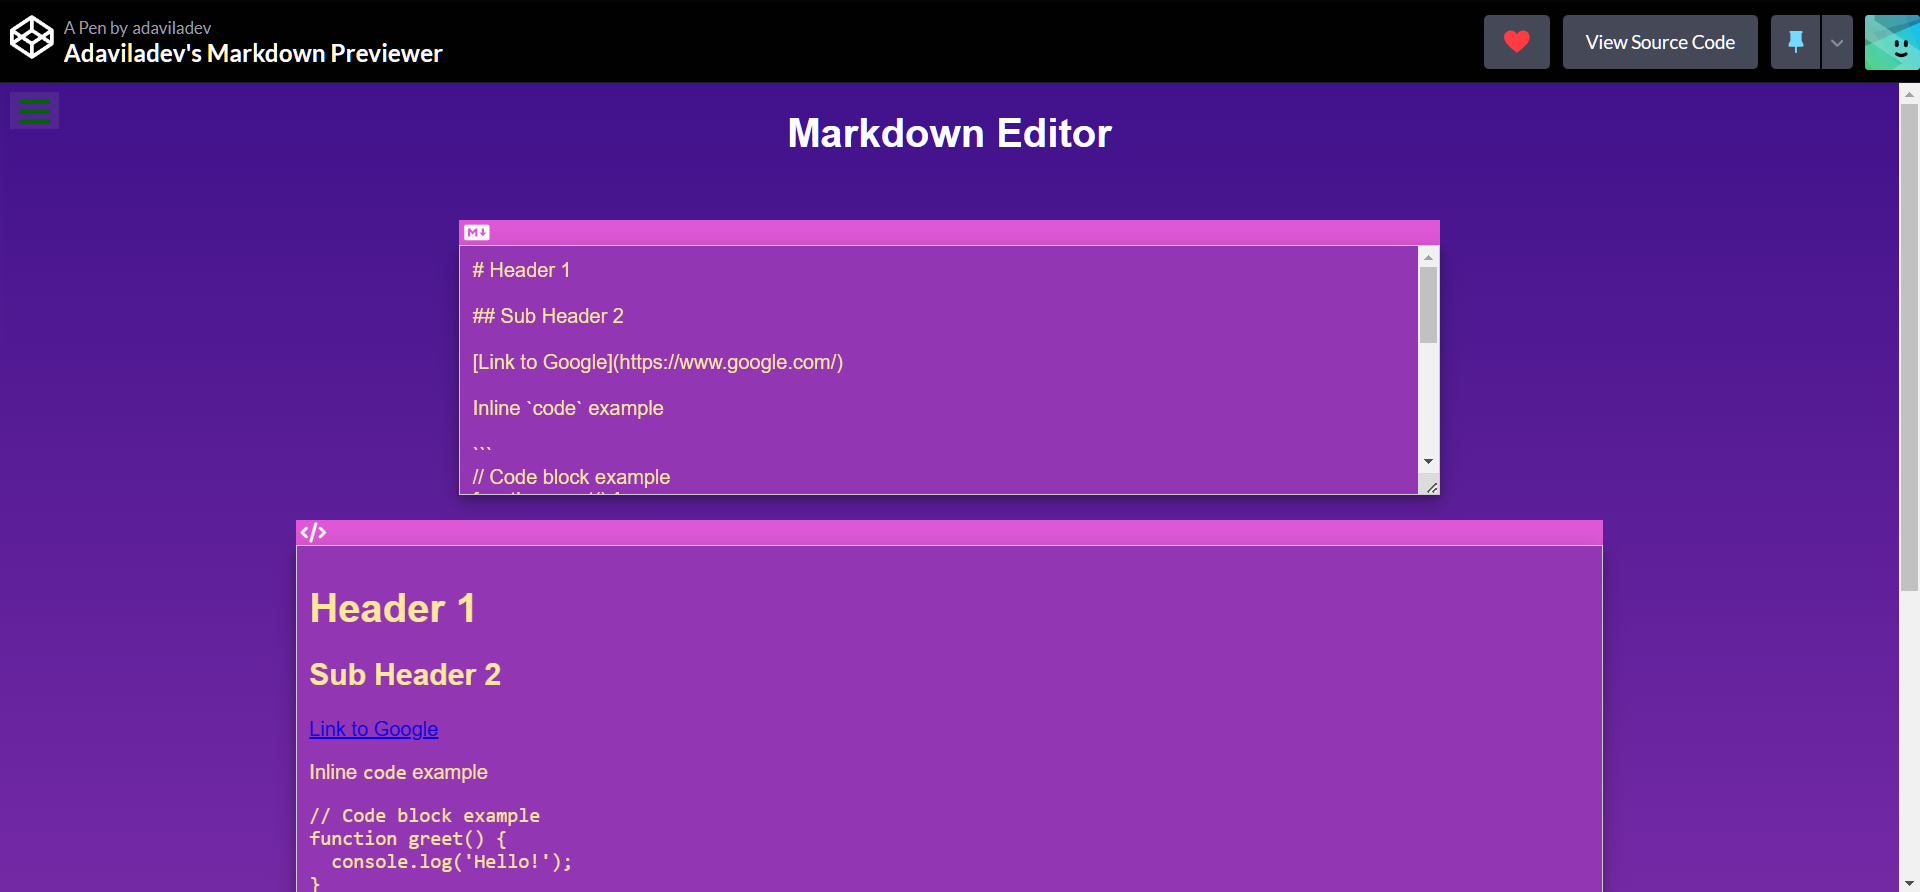 A Pen by adaviladev
Adaviladev's Markdown Previewer
View Source Code
Markdown Editor
M
# Header 1
## Sub Header 2
[Link to Google](https://www.google.com/)
Inline `code` example
```
// Code block example
</>
Header 1
Sub Header 2
Link to Google
Inline code example
// Code block example
function greet() {
  console.log('Hello!');
}